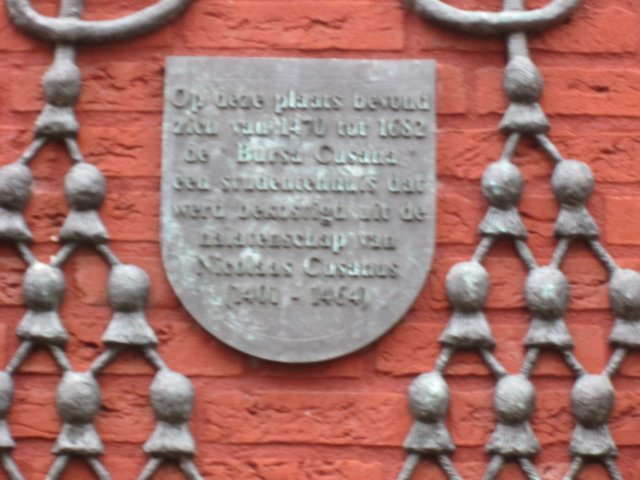 Op deze plaats bevond
zich van 1470 tot 1682
de "Bursa Cusana"
een studentenhuis dat
werd bekostigd uit de
nalatenschap van
Nicolaas Cusanus
(1401 - 1464)